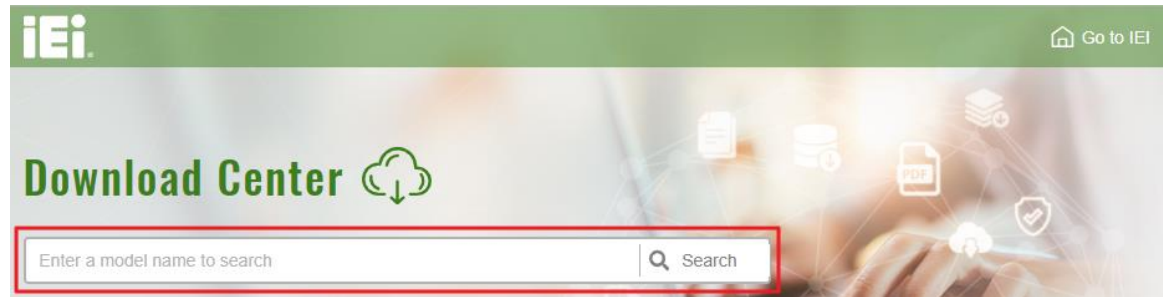 iEi.
Go to IEI
PDF
Download Center
Enter a model name to search
Search